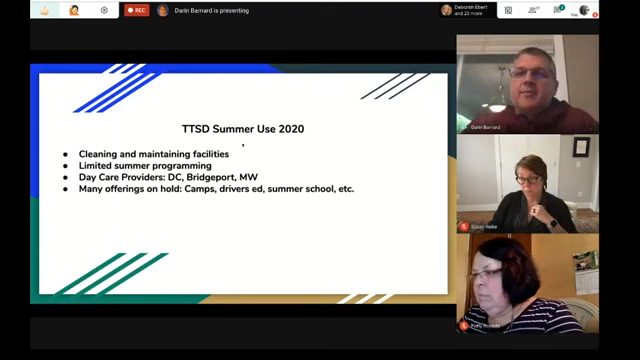 REC
Darin Barnard is presenting
Deborah Ebert
and 23 more
You
TTSD Summer Use 2020
Cleaning and maintaining facilities
Limited summer programming
Day Care Providers: DC, Bridgeport, MW
Many offerings on hold: Camps, drivers ed, summer school, etc.
Darin Barnard